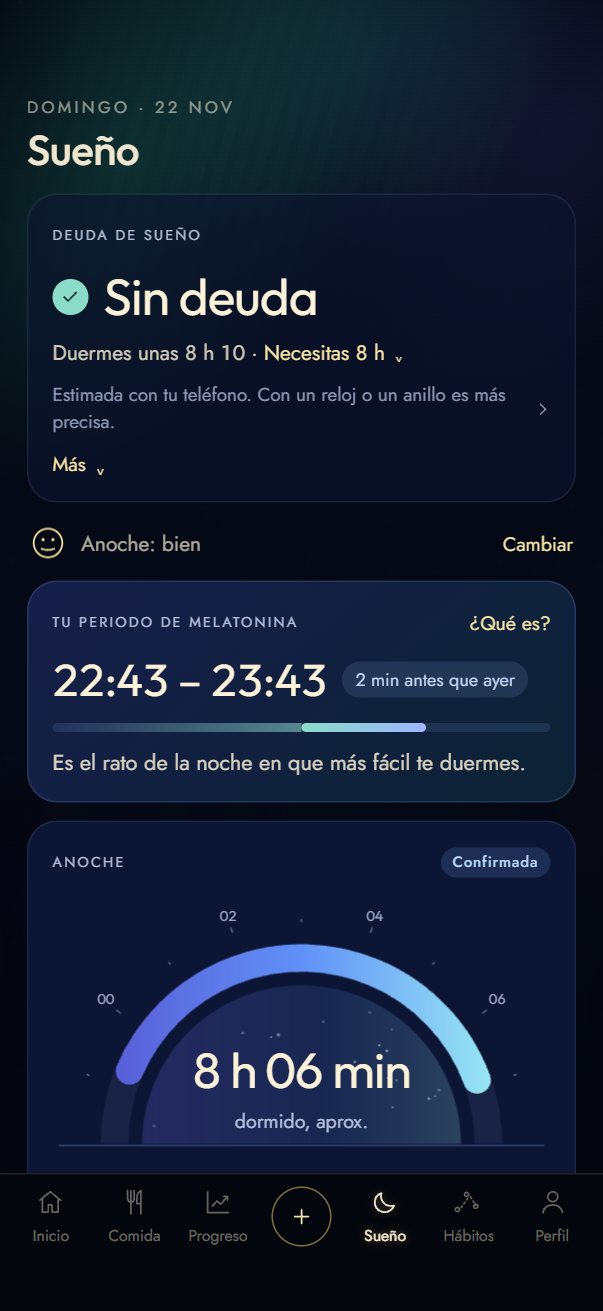 DOMINGO · 22 NOV
Sueño
DEUDA DE SUEÑO
Sin deuda
Duermes unas 8 h 10 · Necesitas 8 h
Estimada con tu teléfono. Con un reloj o un anillo es más
precisa.
Más
Anoche: bien
Cambiar
TU PERIODO DE MELATONINA
¿Qué es?
22:43 – 23:43
2 min antes que ayer
Es el rato de la noche en que más fácil te duermes.
ANOCHE
Confirmada
02
04
00
06
8 h 06 min
dormido, aprox.
Inicio
Comida
Progreso
Sueño
Hábitos
Perfil